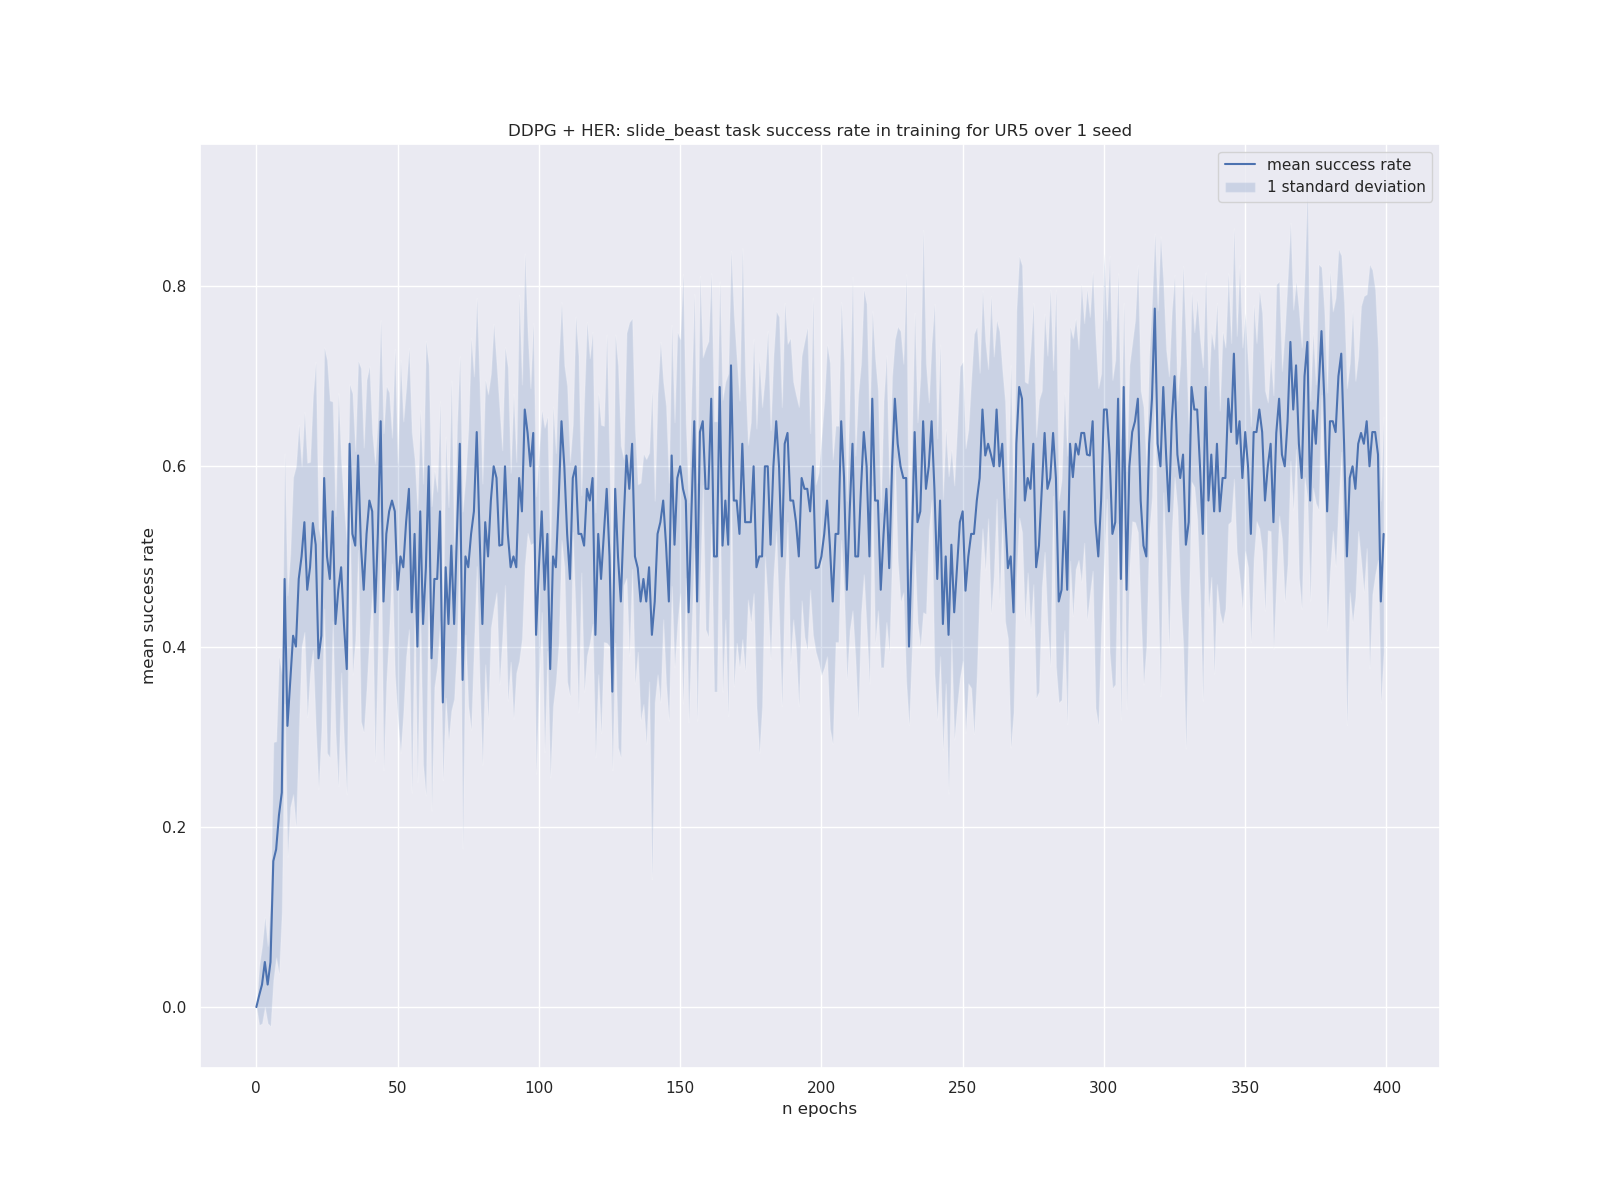 DDPG + HER: slide_beast task success rate in training for UR5 over 1 seed
mean success rate
1 standard deviation
mean success rate
0.8
0.6
0.4
0.2
0.0
0 50 100 150 200 250 300 350 400
n epochs